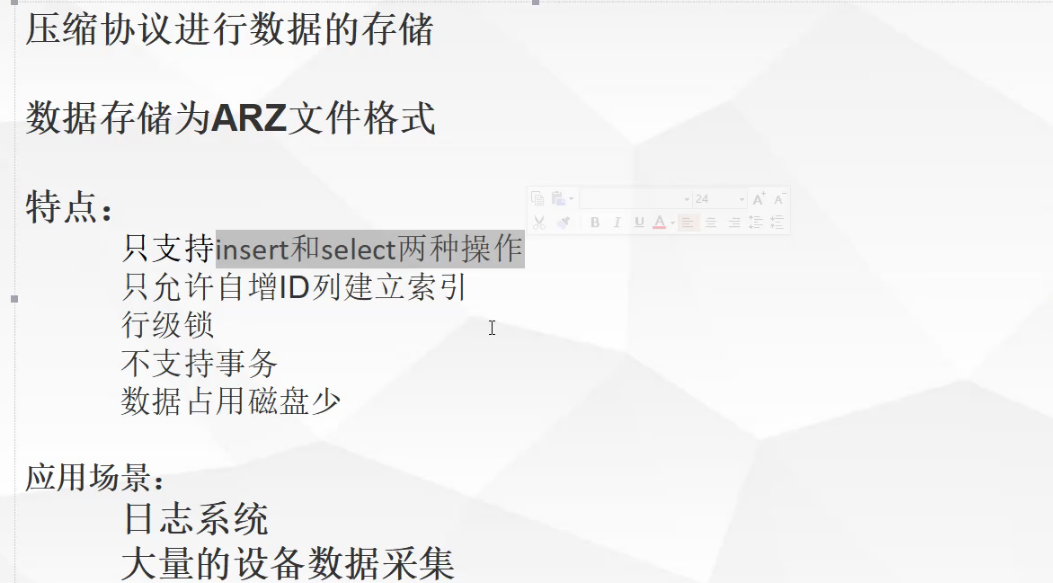 压缩协议进行数据的存储
数据存储为ARZ文件格式
特点：
只支持insert和select两种操作
24
只允许自增ID列建立索引
行级锁
不支持事务
数据占用磁盘少
应用场景：
日志系统
大量的设备数据采集